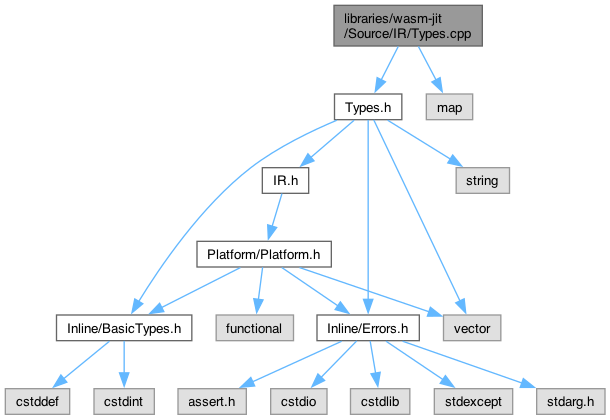 libraries/wasm-jit
/Source/IR/Types.cpp
Types.h
map
IR.h
string
Platform/Platform.h
Inline/BasicTypes.h
functional
Inline/Errors.h
vector
cstddef
cstdint
assert.h
cstdio
cstdlib
stdexcept
stdarg.h